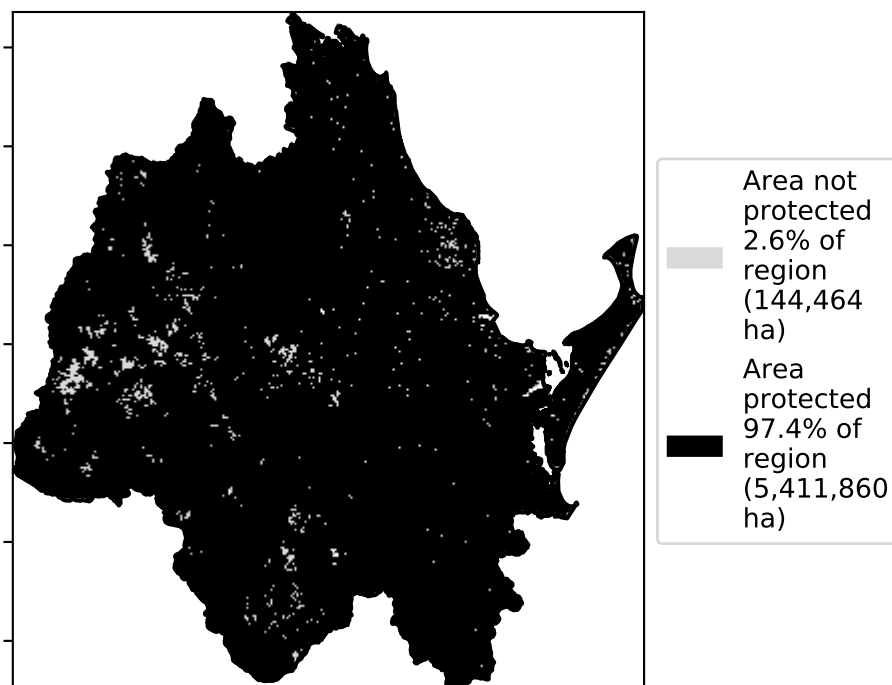 Area not
protected
2.6% of
region
(144,464
ha)
Area
protected
97.4% of
region
(5,411,860
ha)